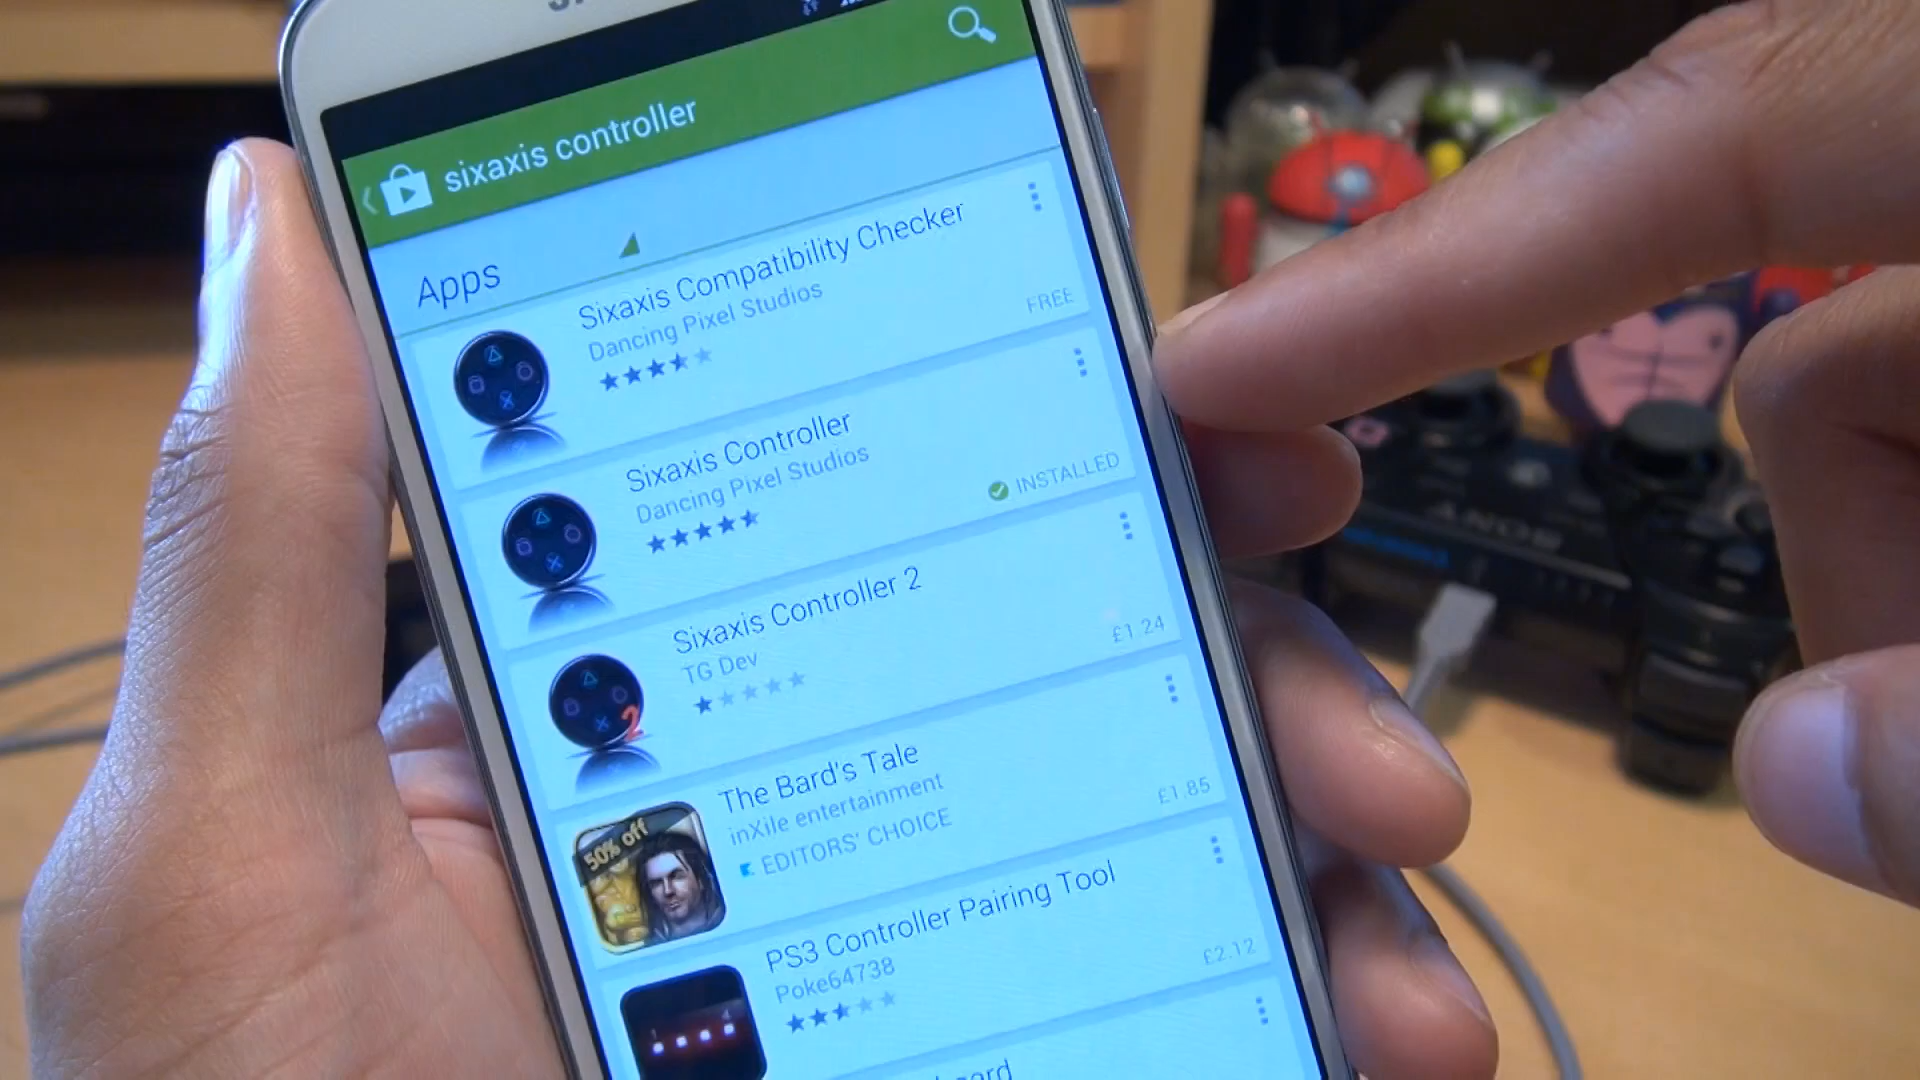 sixaxis controller
Apps
Sixaxis Compatibility Checker
Dancing Pixel Studios
FREE
Sixaxis Controller
Dancing Pixel Studios
INSTALLED
Sixaxis Controller 2
TG Dev
£1.24
2
The Bard's Tale
inXile entertainment
EDITORS' CHOICE
£1.85
50% off
PS3 Controller Pairing Tool
Poke64738
£2.12
SONY